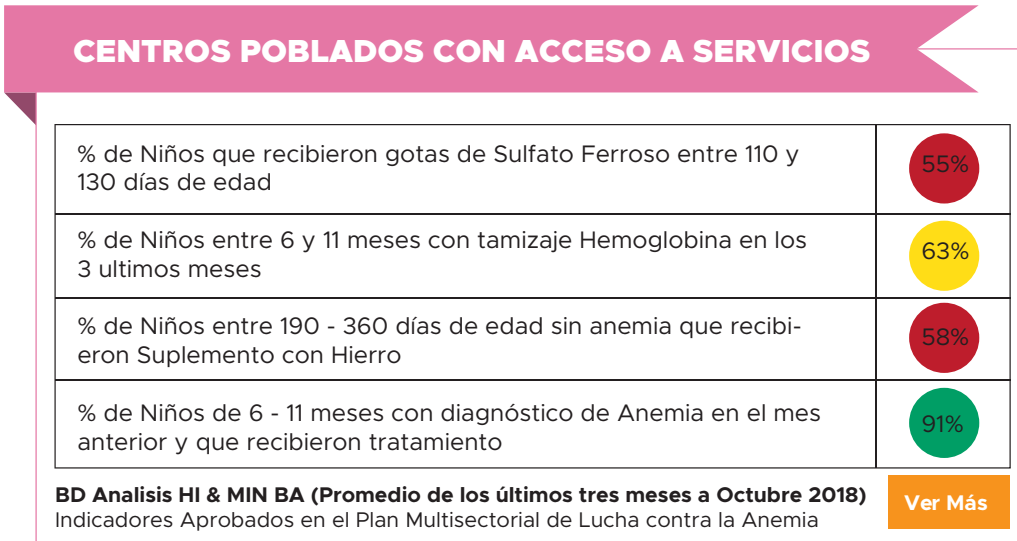 CENTROS POBLADOS CON ACCESO A SERVICIOS
% de Niños que recibieron gotas de Sulfato Ferroso entre 110 y
130 días de edad
55%
% de Niños entre 6 y 11 meses con tamizaje Hemoglobina en los
3 ultimos meses
63%
% de Niños entre 190 - 360 días de edad sin anemia que recibi-
eron Suplemento con Hierro
58%
% de Niños de 6 - 11 meses con diagnóstico de Anemia en el mes
anterior y que recibieron tratamiento
91%
BD Analisis HI & MIN BA (Promedio de los últimos tres meses a Octubre 2018)
Indicadores Aprobados en el Plan Multisectorial de Lucha contra la Anemia
Ver Más